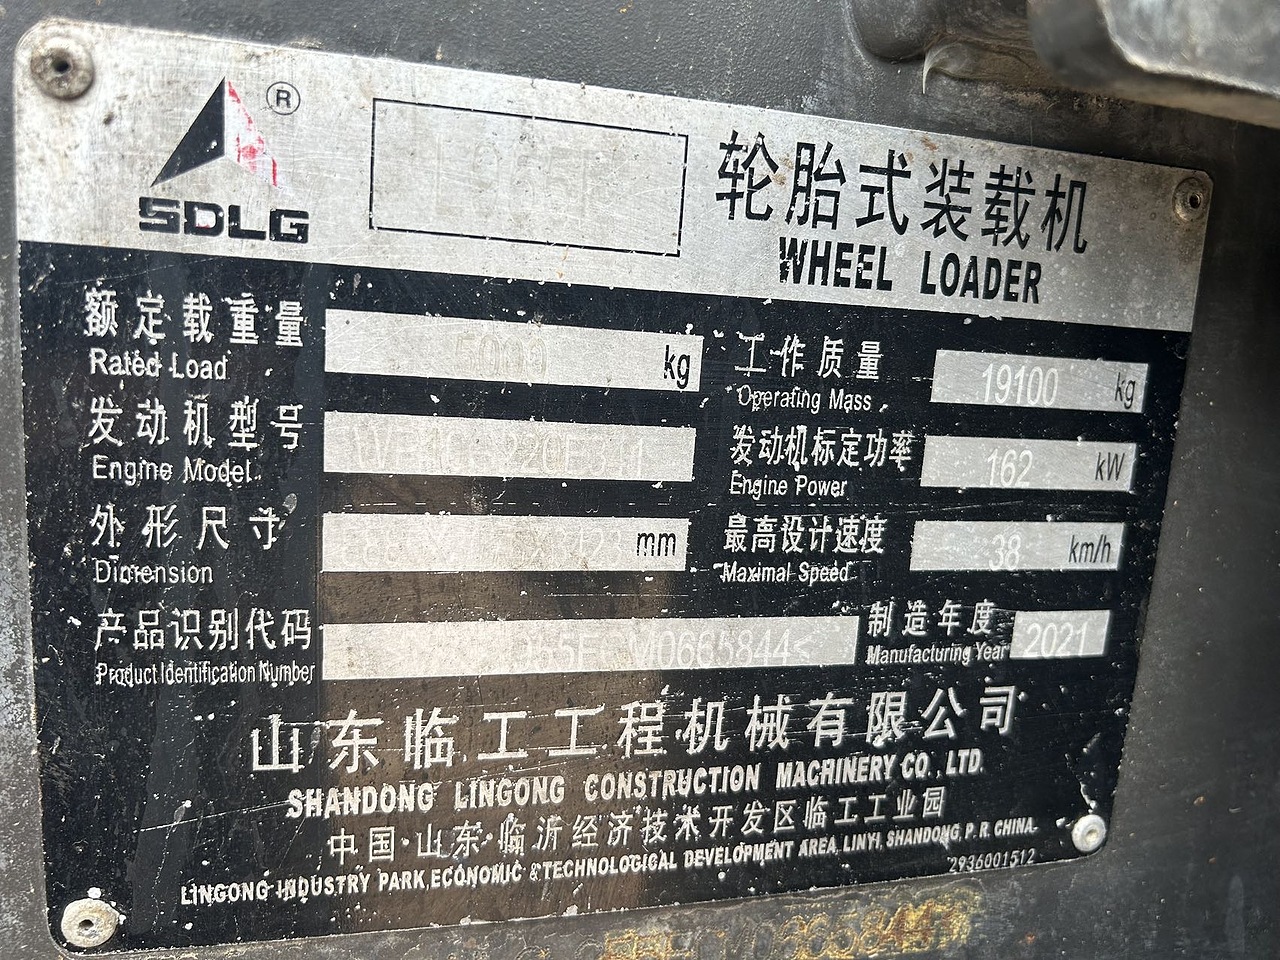 ®
SDLG
轮胎式装载机
WHEEL LOADER
额定载重量 5000 kg
Rated Load
工作质量 19100 kg
Operating Mass
发动机型号
Engine Model
发动机标定功率 162 kW
Engine Power
外形尺寸 mm
Dimension
最高设计速度 38 km/h
Maximal Speed
产品识别代码 M0665844<
Product Identification Number
制造年度 2021
Manufacturing Year
山东临工工程机械有限公司
SHANDONG LINGONG CONSTRUCTION MACHINERY CO., LTD.
中国·山东·临沂经济技术开发区临工工业园
LINGONG INDUSTRY PARK, ECONOMIC & TECHNOLOGICAL DEVELOPMENT AREA, LINYI, SHANDONG, P. R. CHINA.
2936001512